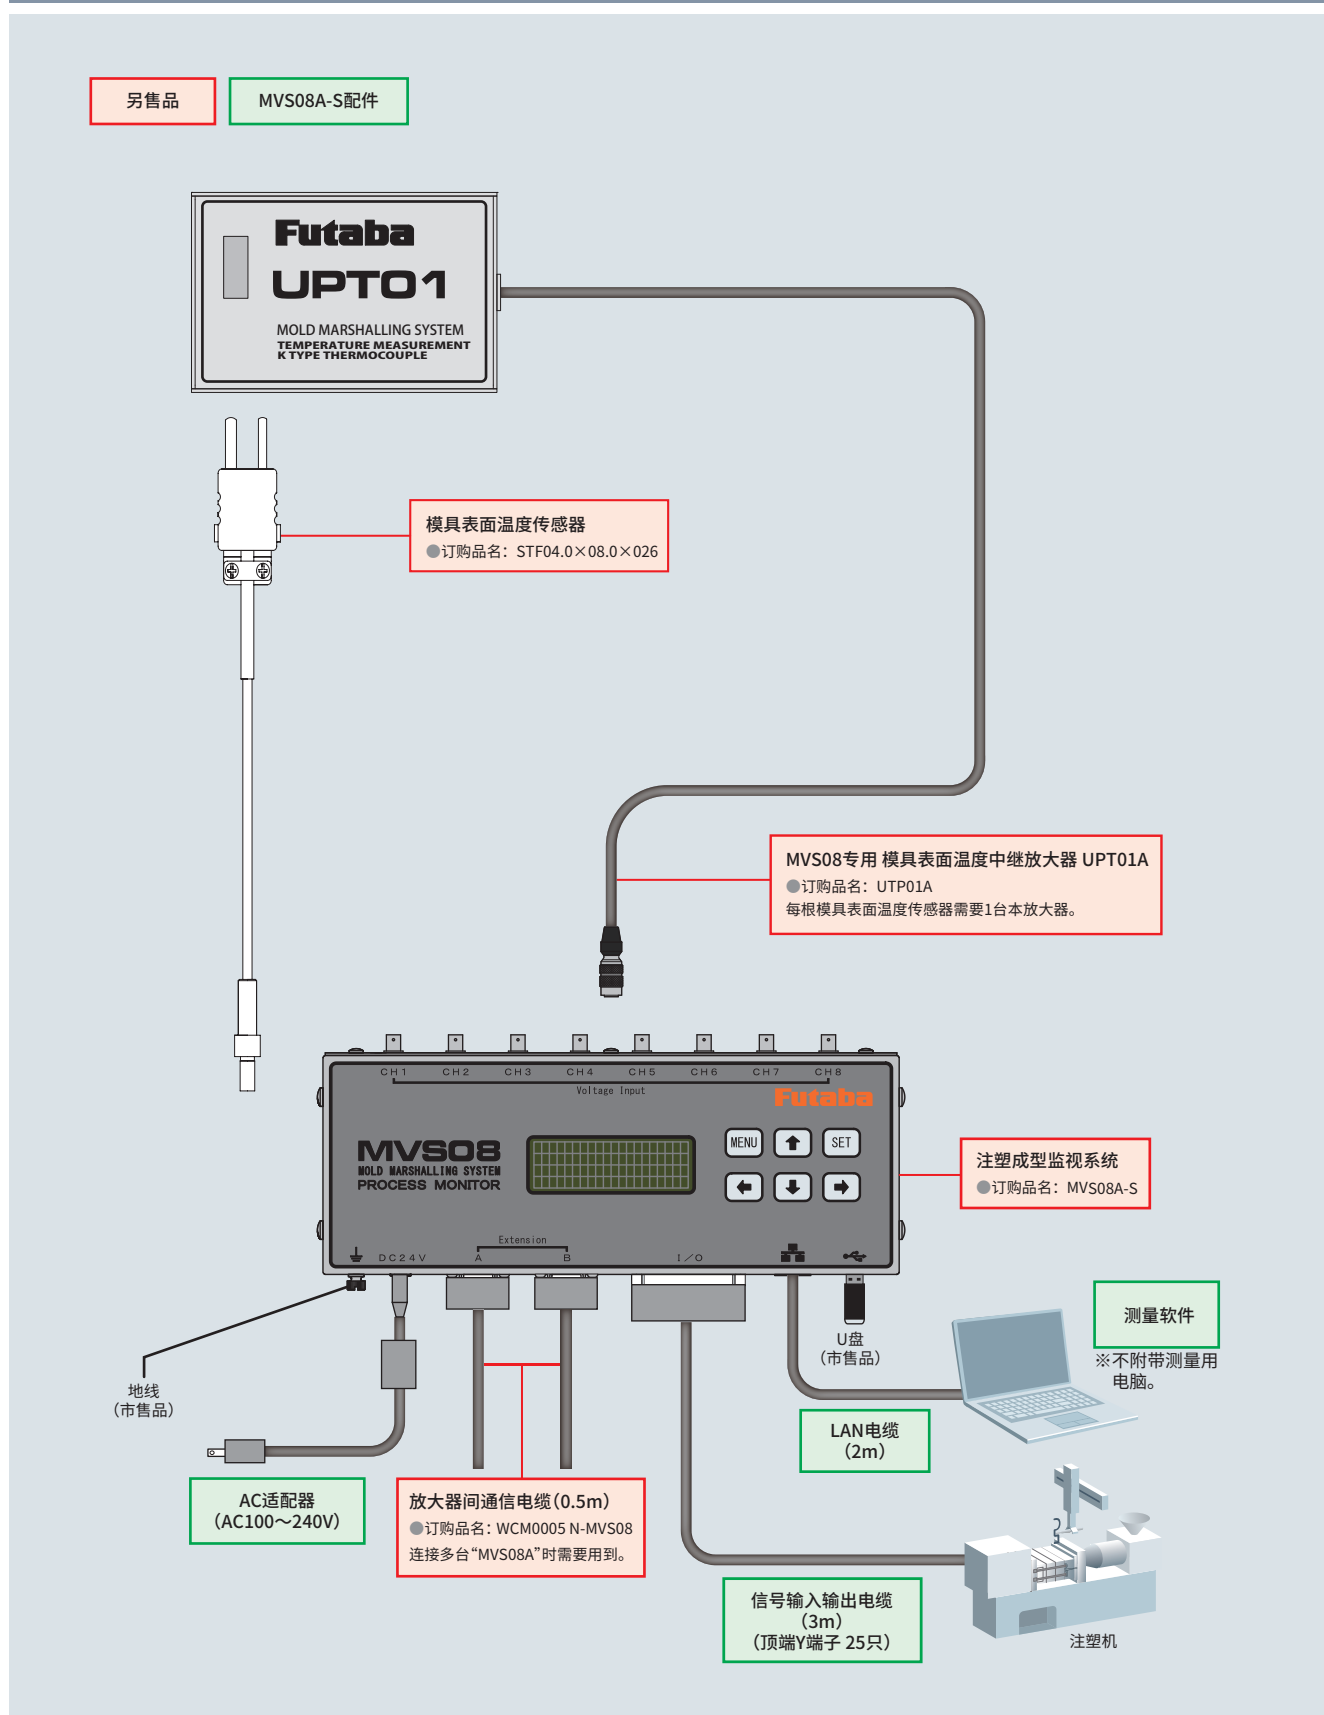 另售品
MVS08A-S配件
Futaba
UPT01
MOLD MARSHALLING SYSTEM
TEMPERATURE MEASUREMENT
K TYPE THERMOCOUPLE
模具表面温度传感器
●订购品名：STF04.0×08.0×026
MVS08专用 模具表面温度中继放大器 UPT01A
●订购品名：UTP01A
每根模具表面温度传感器需要1台本放大器。
CH1 CH2 CH3 CH4 CH5 CH6 CH7 CH8
Voltage Input
Futaba
MVS08
MOLD MARSHALLING SYSTEM
PROCESS MONITOR
MENU
SET
注塑成型监视系统
●订购品名：MVS08A-S
Extension
DC24V
A
B
I/O
U盘
（市售品）
测量软件
※不附带测量用
电脑。
地线
（市售品）
LAN电缆
（2m）
AC适配器
（AC100～240V）
放大器间通信电缆（0.5m）
●订购品名：WCM0005 N-MVS08
连接多台“MVS08A”时需要用到。
信号输入输出电缆
（3m）
（顶端Y端子 25只）
注塑机